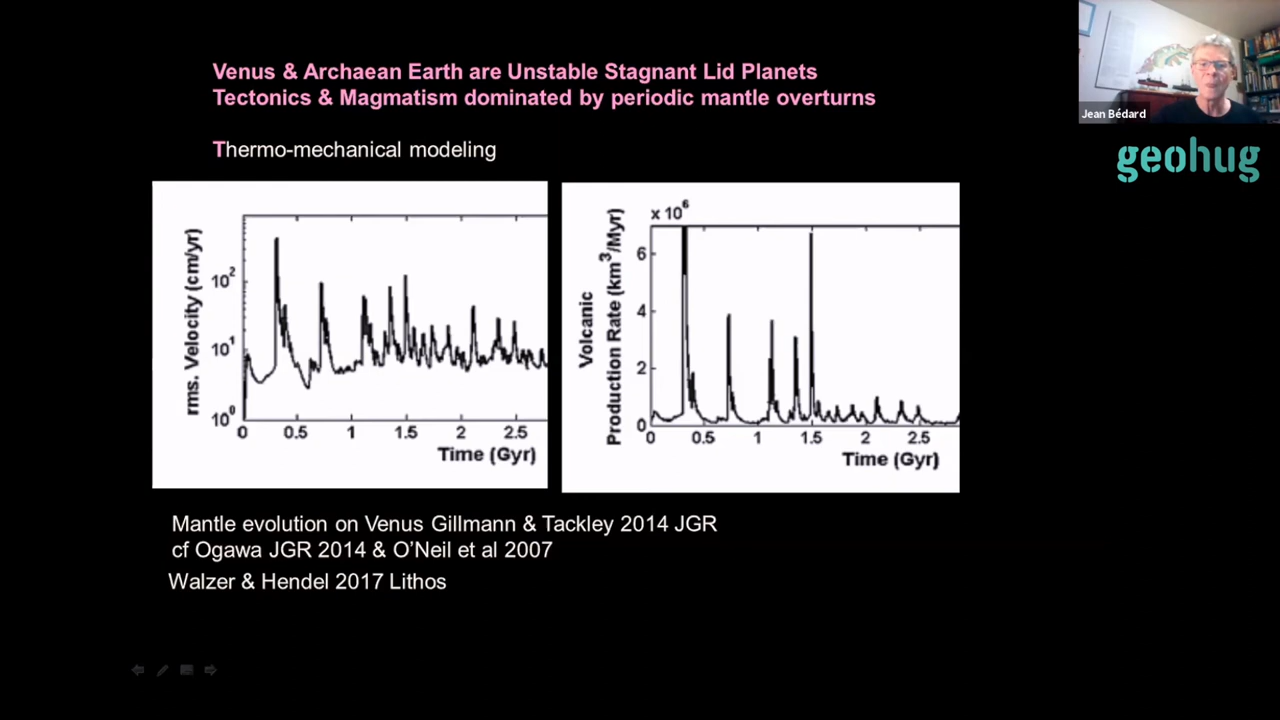 Venus & Archaean Earth are Unstable Stagnant Lid Planets
Tectonics & Magmatism dominated by periodic mantle overturns
Thermo-mechanical modeling
Jean Bédard
geohug
rms. Velocity (cm/yr)
10²
10¹
10⁰
0 0.5 1 1.5 2 2.5
Time (Gyr)
x 10⁶
Volcanic
Production Rate (km³/Myr)
6
4
2
0
0 0.5 1 1.5 2 2.5
Time (Gyr)
Mantle evolution on Venus Gillmann & Tackley 2014 JGR
cf Ogawa JGR 2014 & O’Neil et al 2007
Walzer & Hendel 2017 Lithos